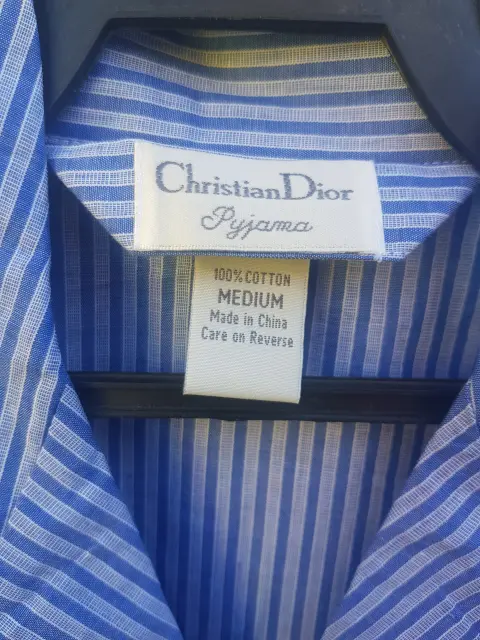 Christian Dior
Pyjama
100% COTTON
MEDIUM
Made in China
Care on Reverse